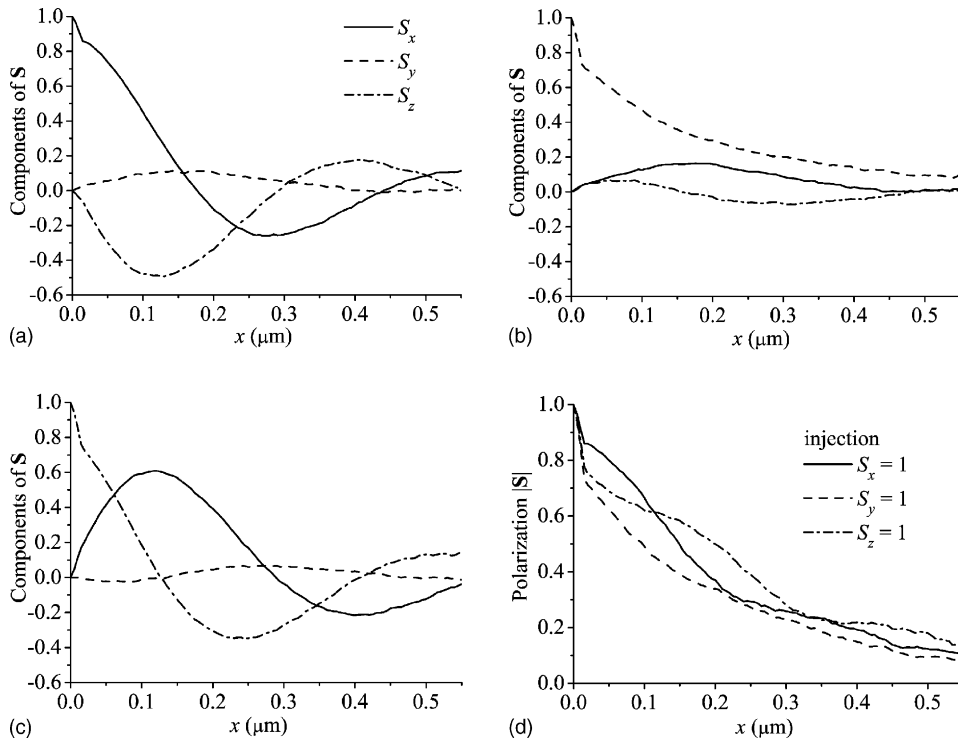 1.0
0.8
0.6
0.4
0.2
0.0
-0.2
-0.4
-0.6
Components of S
S_x
S_y
S_z
0.0 0.1 0.2 0.3 0.4 0.5
x (μm)
(a)
1.0
0.8
0.6
0.4
0.2
0.0
-0.2
-0.4
-0.6
Components of S
0.0 0.1 0.2 0.3 0.4 0.5
x (μm)
(b)
1.0
0.8
0.6
0.4
0.2
0.0
-0.2
-0.4
-0.6
Components of S
0.0 0.1 0.2 0.3 0.4 0.5
x (μm)
(c)
1.0
0.8
0.6
0.4
0.2
0.0
Polarization |S|
injection
S_x = 1
S_y = 1
S_z = 1
0.0 0.1 0.2 0.3 0.4 0.5
x (μm)
(d)